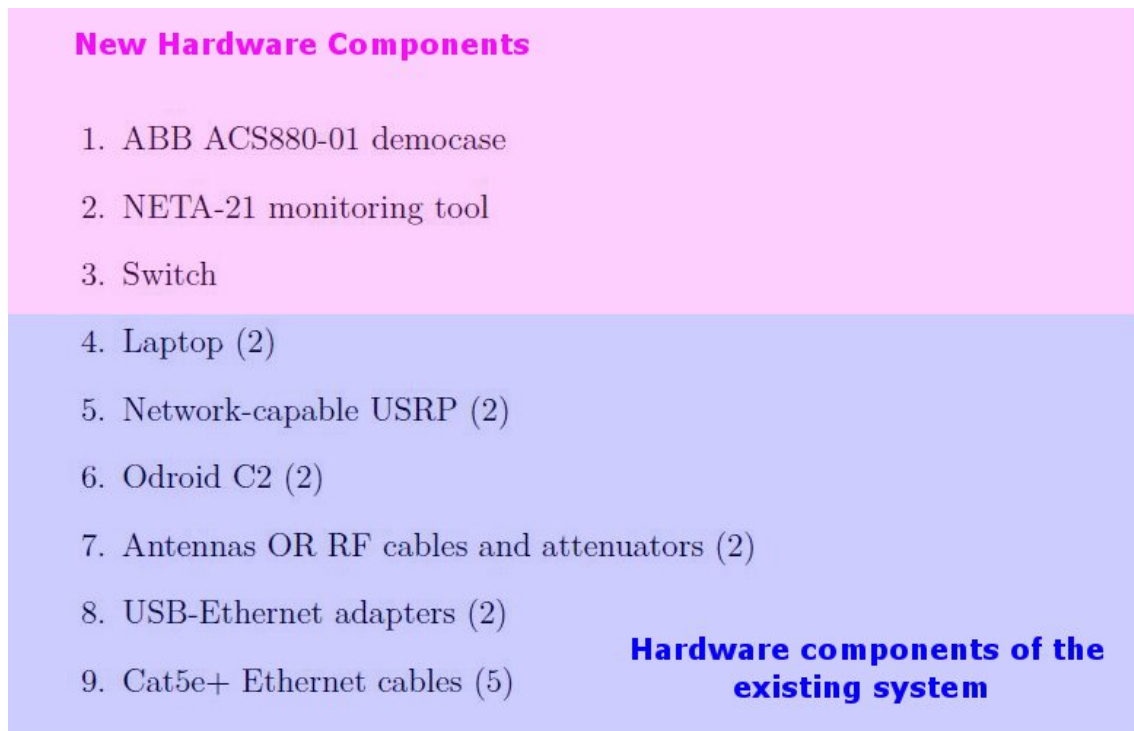 New Hardware Components
1. ABB ACS880-01 democase
2. NETA-21 monitoring tool
3. Switch
4. Laptop (2)
5. Network-capable USRP (2)
6. Odroid C2 (2)
7. Antennas OR RF cables and attenuators (2)
8. USB-Ethernet adapters (2)
9. Cat5e+ Ethernet cables (5)
Hardware components of the
existing system